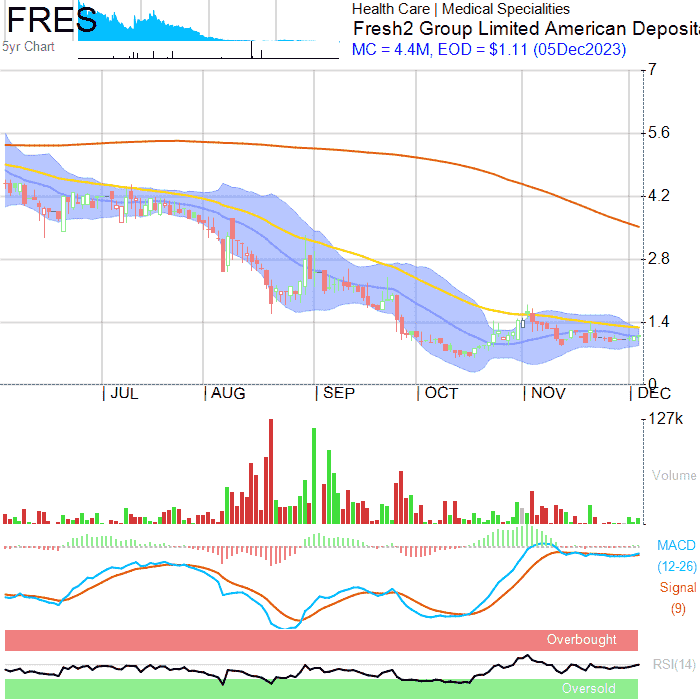 FRES
5yr Chart
Health Care | Medical Specialities
Fresh2 Group Limited American Deposita
MC = 4.4M, EOD = $1.11 (05Dec2023)
7
5.6
4.2
2.8
1.4
0
|JUL |AUG |SEP |OCT |NOV |DEC
127k
Volume
MACD
(12-26)
Signal
(9)
Overbought
RSI(14)
Oversold